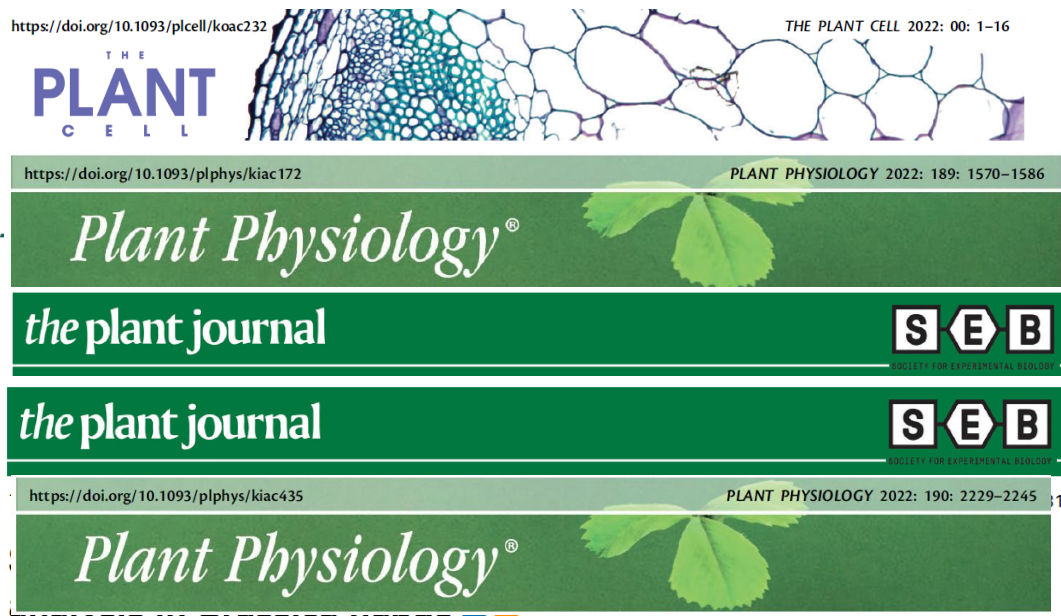 https://doi.org/10.1093/plcell/koac232 THE PLANT CELL 2022: 00: 1–16
THE
PLANT
CELL
https://doi.org/10.1093/plphys/kiac172 PLANT PHYSIOLOGY 2022: 189: 1570–1586
Plant Physiology®
the plant journal
SEB
SOCIETY FOR EXPERIMENTAL BIOLOGY
the plant journal
SEB
SOCIETY FOR EXPERIMENTAL BIOLOGY
https://doi.org/10.1093/plphys/kiac435 PLANT PHYSIOLOGY 2022: 190: 2229–2245
Plant Physiology®